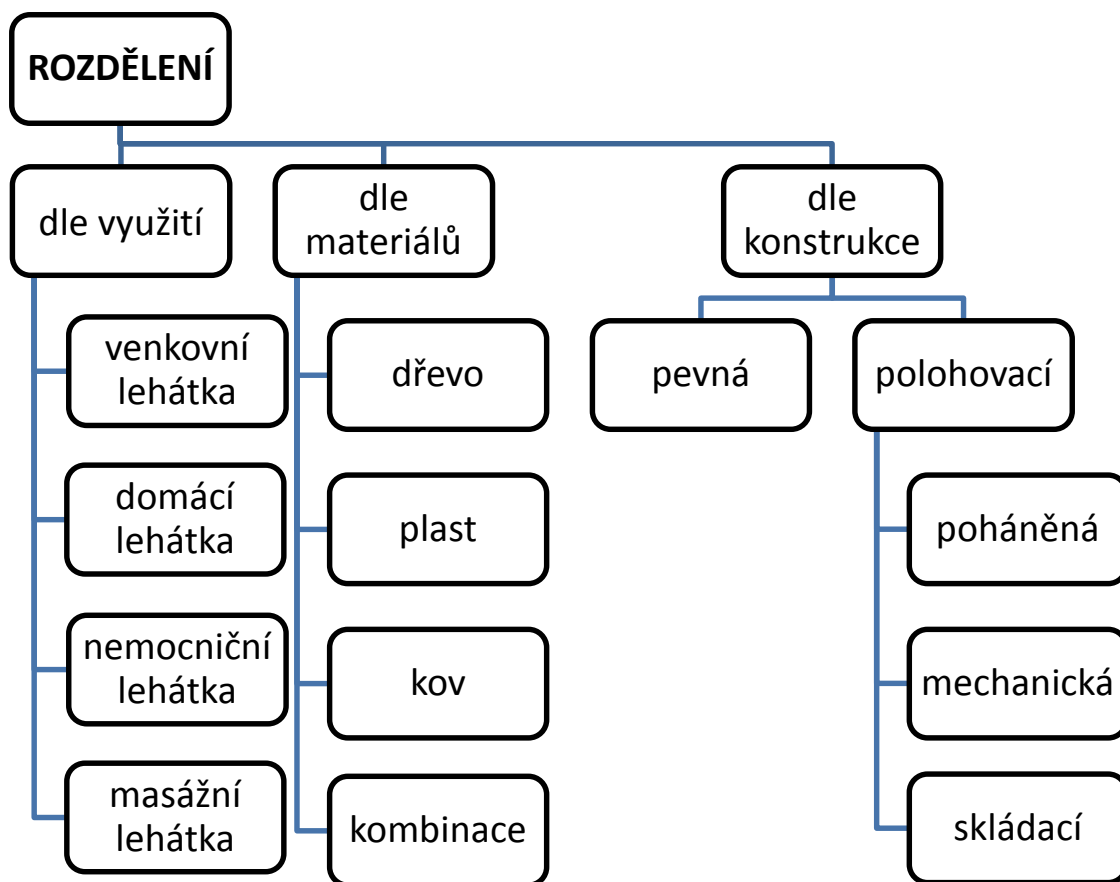 ROZDĚLENÍ
dle využití
dle
materiálů
dle
konstrukce
venkovní
lehátka
dřevo
pevná
polohovací
domácí
lehátka
plast
poháněná
nemocniční
lehátka
kov
mechanická
masážní
lehátka
kombinace
skládací